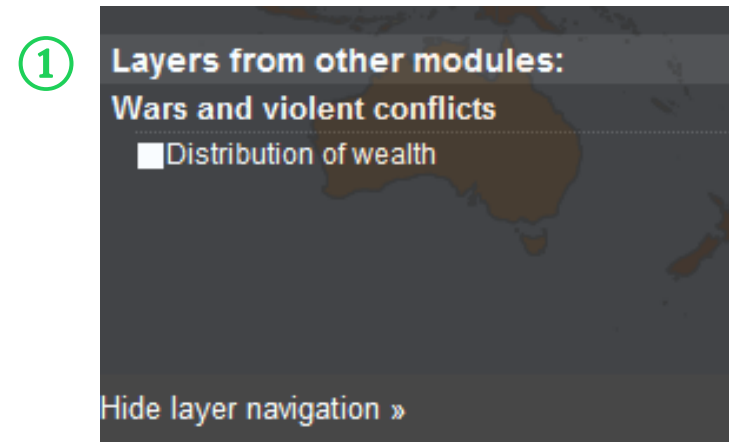 ①
Layers from other modules:
Wars and violent conflicts
Distribution of wealth
Hide layer navigation »